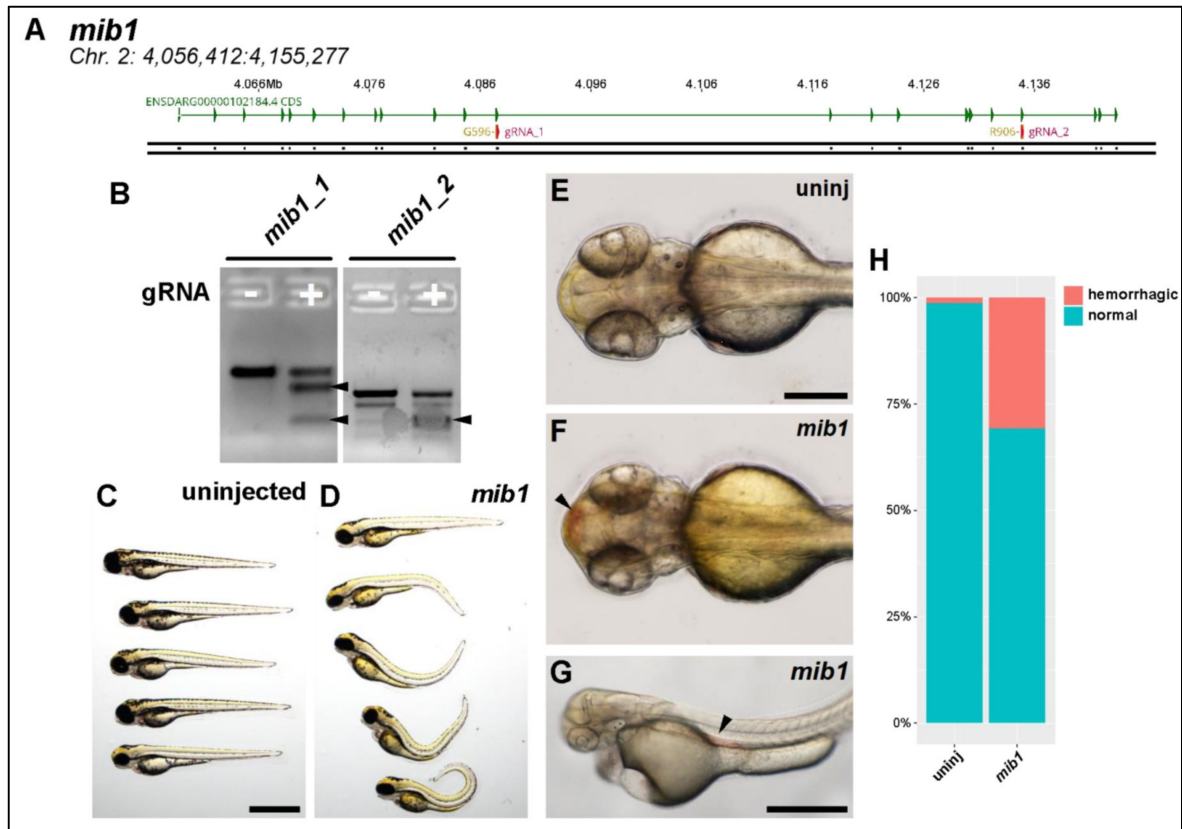 A mib1
Chr. 2: 4,056,412:4,155,277
4.066Mb 4.076 4.086 4.096 4.106 4.116 4.126 4.136
ENSDARG00000102184.4 CDS
G596- gRNA_1 R906- gRNA_2
B
mib1_1 mib1_2
gRNA - + - +
C uninjected
D mib1
E uninj
F mib1
G mib1
H
hemorrhagic
normal
100%
75%
50%
25%
0%
uninj mib1